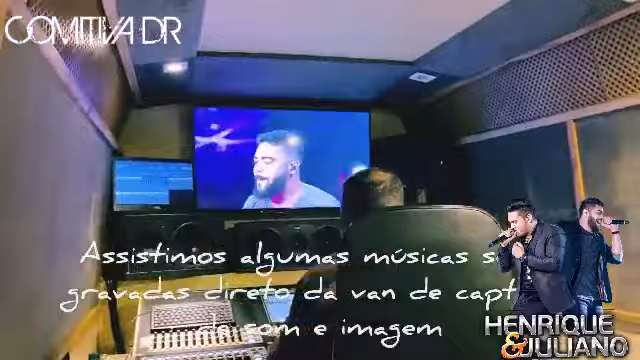 COMITIVA DR
Assistimos algumas músicas s
gravadas direto da van de capt
de som e imagem
HENRIQUE
& JULIANO